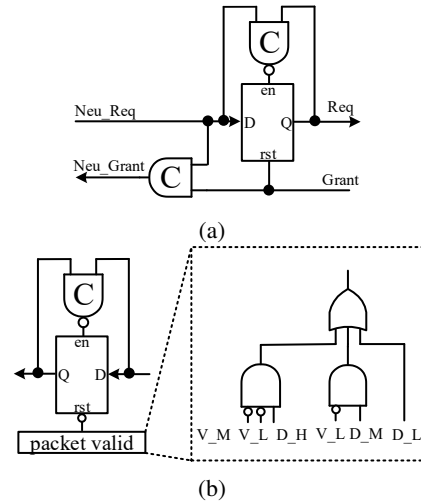 C
en
Neu_Req
D
Q
Req
rst
Neu_Grant
C
Grant
(a)
C
en
Q
D
rst
packet valid
V_M V_L D_H V_L D_M D_L
(b)